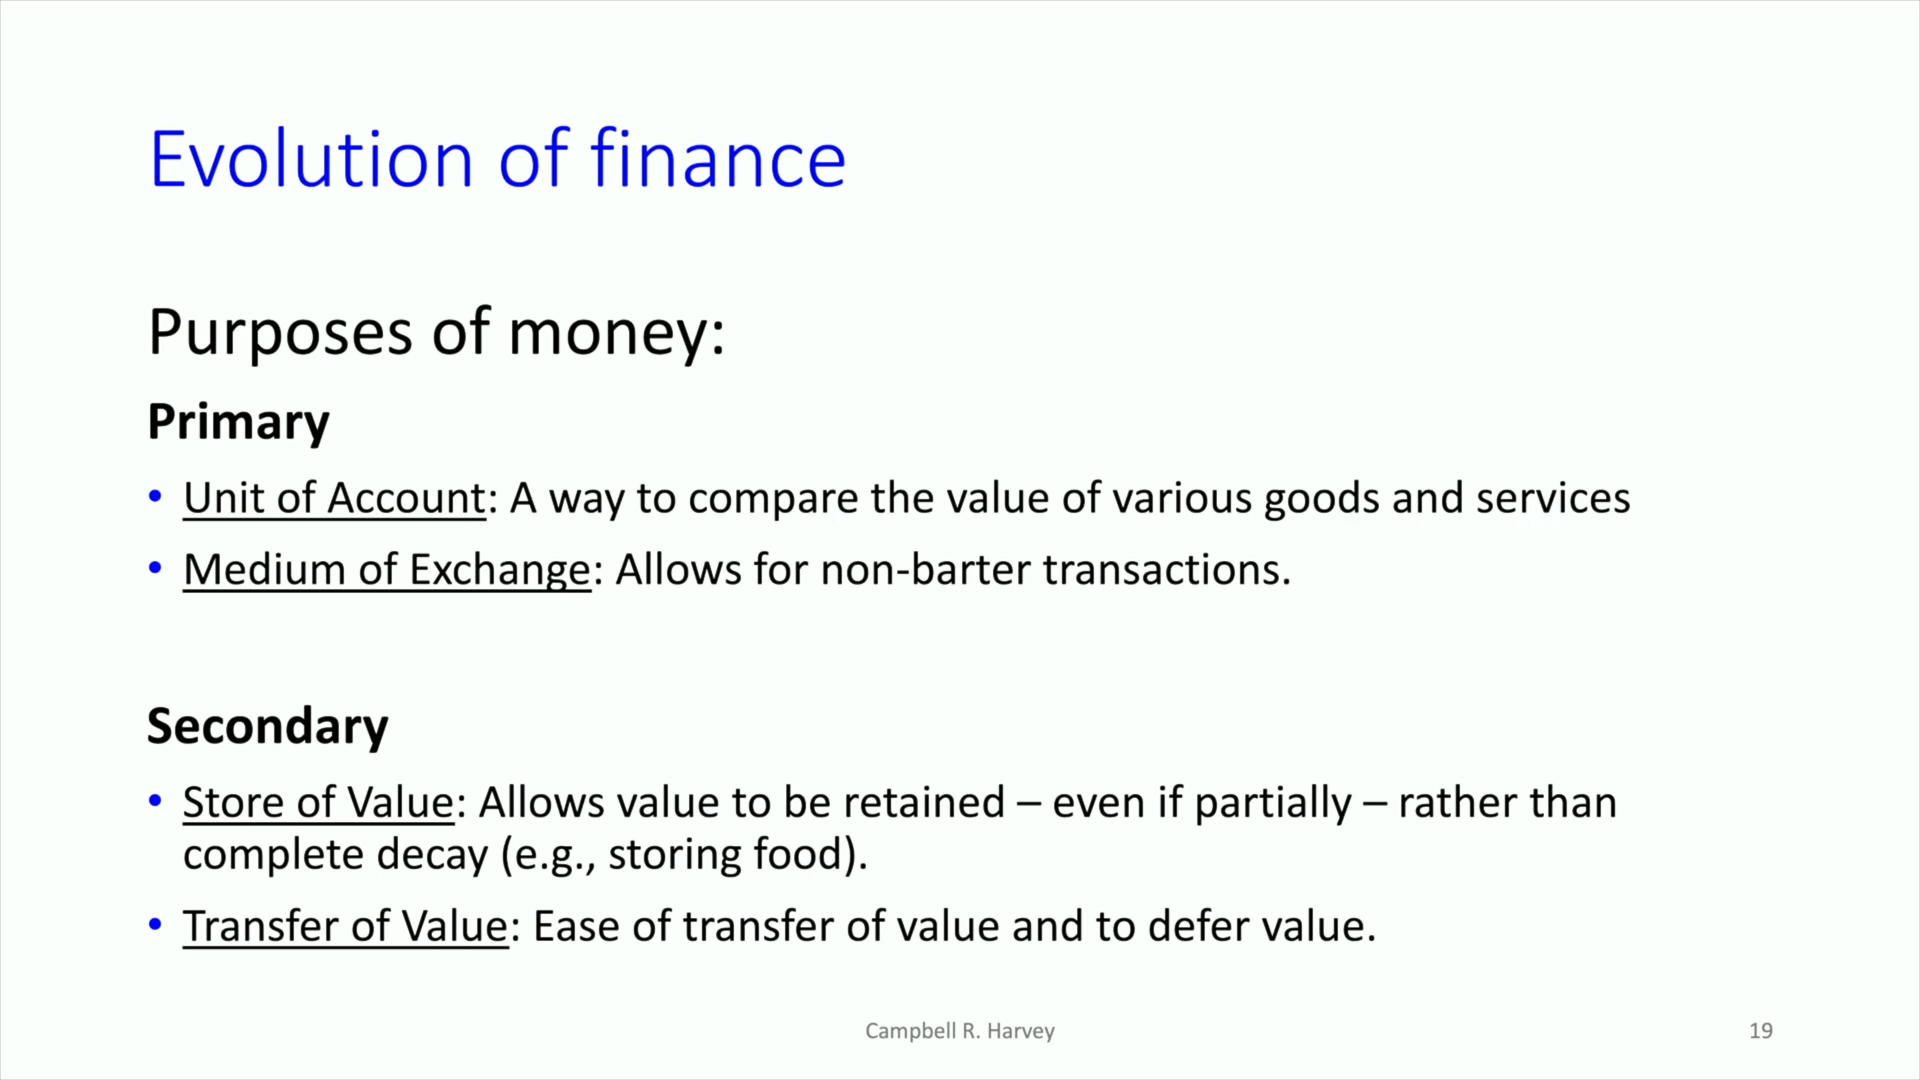 Evolution of finance
Purposes of money:
Primary
• Unit of Account: A way to compare the value of various goods and services
• Medium of Exchange: Allows for non-barter transactions.
Secondary
• Store of Value: Allows value to be retained – even if partially – rather than
complete decay (e.g., storing food).
• Transfer of Value: Ease of transfer of value and to defer value.
Campbell R. Harvey
19